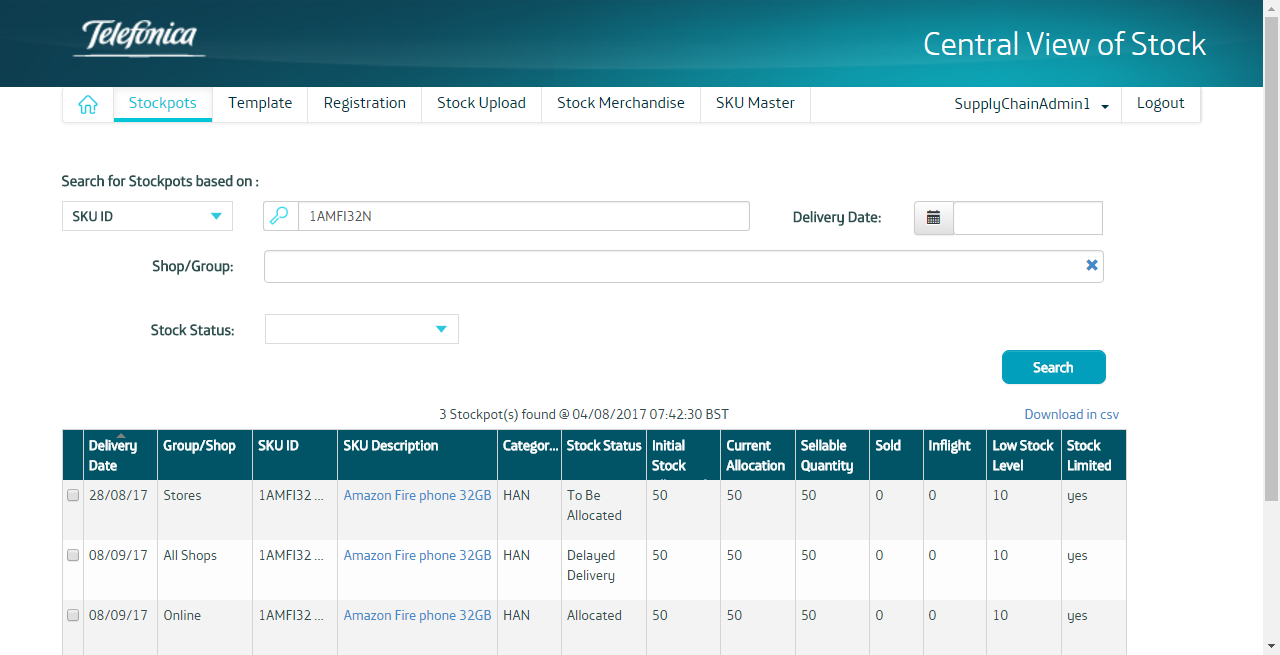 Telefónica
Central View of Stock
Stockpots Template Registration Stock Upload Stock Merchandise SKU Master SupplyChainAdmin1 Logout
Search for Stockpots based on :
SKU ID 1AMFI32N Delivery Date:
Shop/Group:
Stock Status:
Search
3 Stockpot(s) found @ 04/08/2017 07:42:30 BST Download in csv
Delivery Group/Shop SKU ID SKU Description Categor... Stock Status Initial Current Sellable Sold Inflight Low Stock Stock
Date Stock Allocation Quantity Level Limited
28/08/17 Stores 1AMFI32 ... Amazon Fire phone 32GB HAN To Be 50 50 50 0 0 10 yes
Allocated
08/09/17 All Shops 1AMFI32 ... Amazon Fire phone 32GB HAN Delayed 50 50 50 0 0 10 yes
Delivery
08/09/17 Online 1AMFI32 ... Amazon Fire phone 32GB HAN Allocated 50 50 50 0 0 10 yes